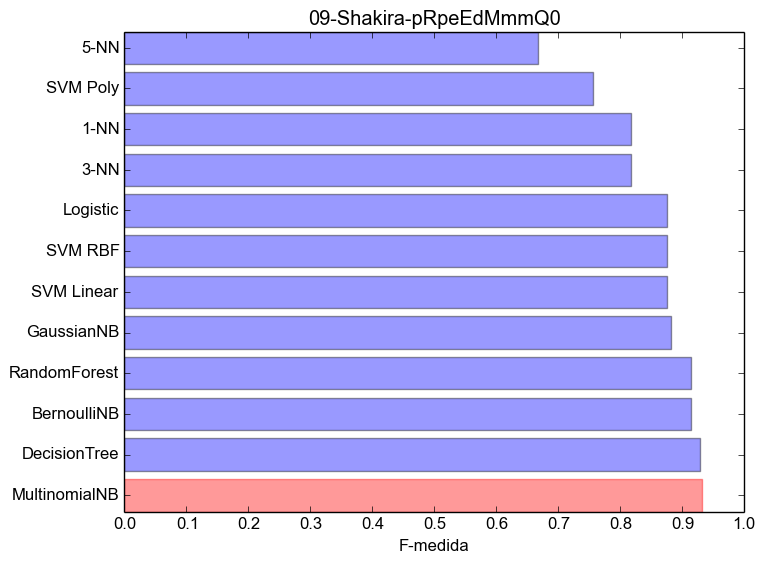 09-Shakira-pRpeEdMmmQ0
5-NN
SVM Poly
1-NN
3-NN
Logistic
SVM RBF
SVM Linear
GaussianNB
RandomForest
BernoulliNB
DecisionTree
MultinomialNB
0.0 0.1 0.2 0.3 0.4 0.5 0.6 0.7 0.8 0.9 1.0
F-medida